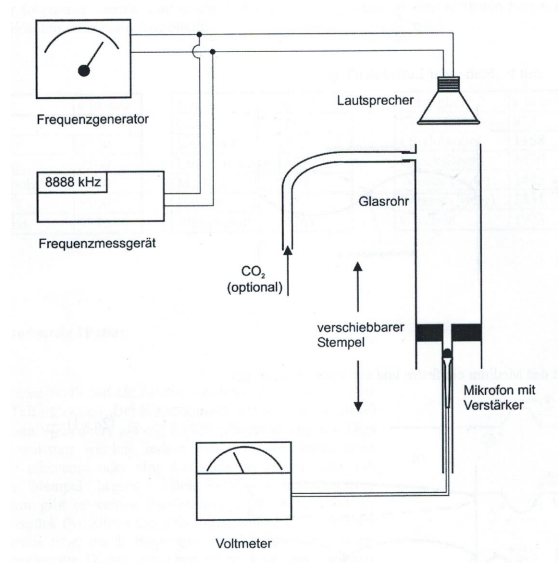 Frequenzgenerator
Lautsprecher
8888 kHz
Frequenzmessgerät
Glasrohr
CO₂
(optional)
verschiebbarer
Stempel
Mikrofon mit
Verstärker
Voltmeter